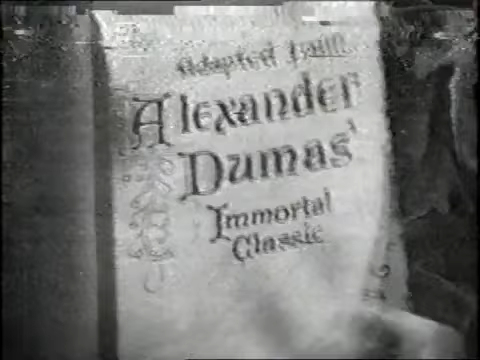 Adapted from
Alexander
Dumas'
Immortal
Classic